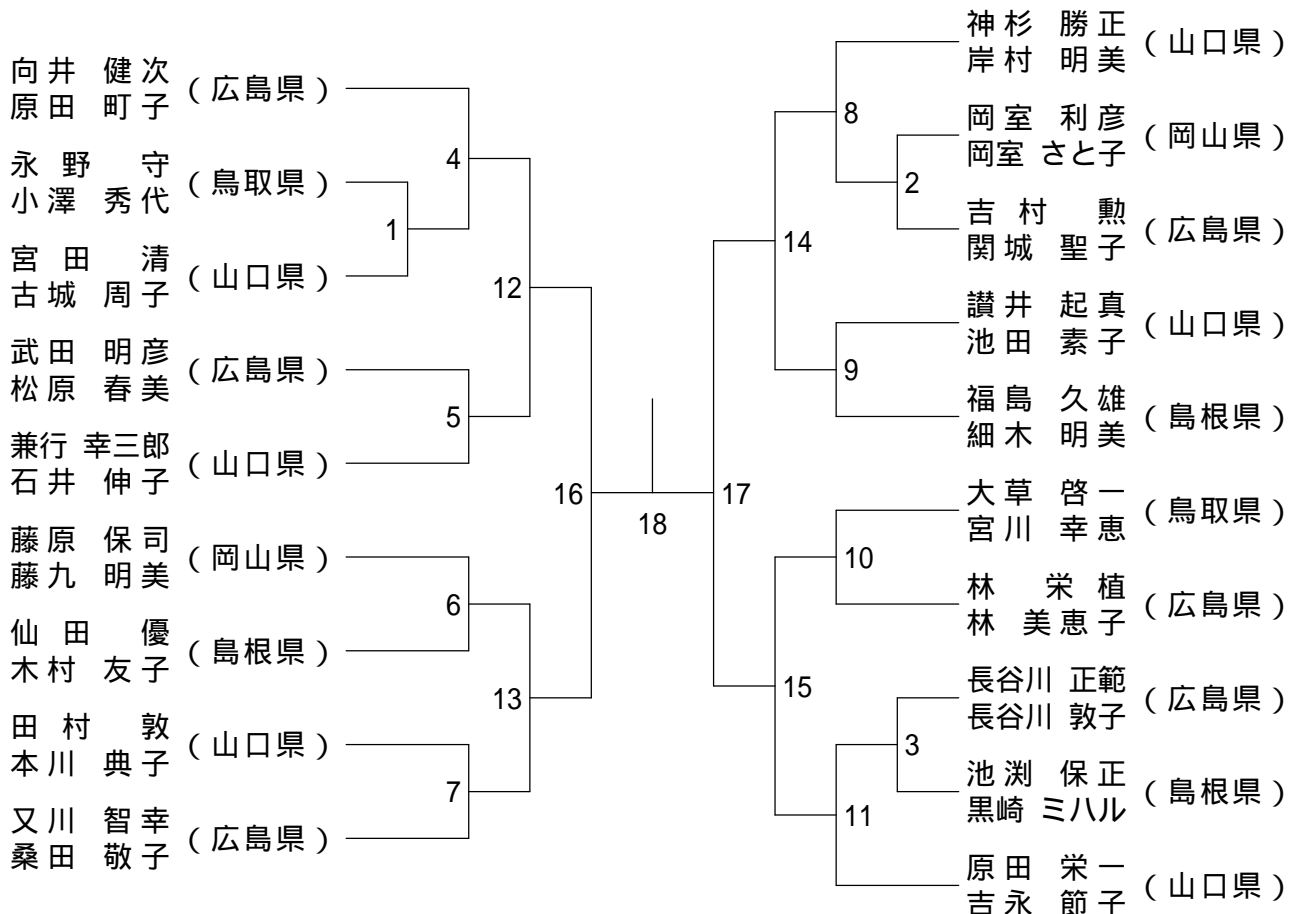 向井 健次
原田 町子
(広島県)
永野 守
小澤 秀代
(鳥取県)
宮田 清
古城 周子
(山口県)
武田 明彦
松原 春美
(広島県)
兼行 幸三郎
石井 伸子
(山口県)
藤原 保司
藤九 明美
(岡山県)
仙田 優
木村 友子
(島根県)
田村 敦
本川 典子
(山口県)
又川 智幸
桑田 敬子
(広島県)
1
4
5
6
7
12
13
16
18
17
14
15
8
2
9
10
3
11
神杉 勝正
岸村 明美
(山口県)
岡室 利彦
岡室 さと子
(岡山県)
吉村 勲
関城 聖子
(広島県)
讃井 起真
池田 素子
(山口県)
福島 久雄
細木 明美
(島根県)
大草 啓一
宮川 幸恵
(鳥取県)
林 栄植
林 美恵子
(広島県)
長谷川 正範
長谷川 敦子
(広島県)
池渕 保正
黒崎 ミハル
(島根県)
原田 栄一
吉永 節子
(山口県)